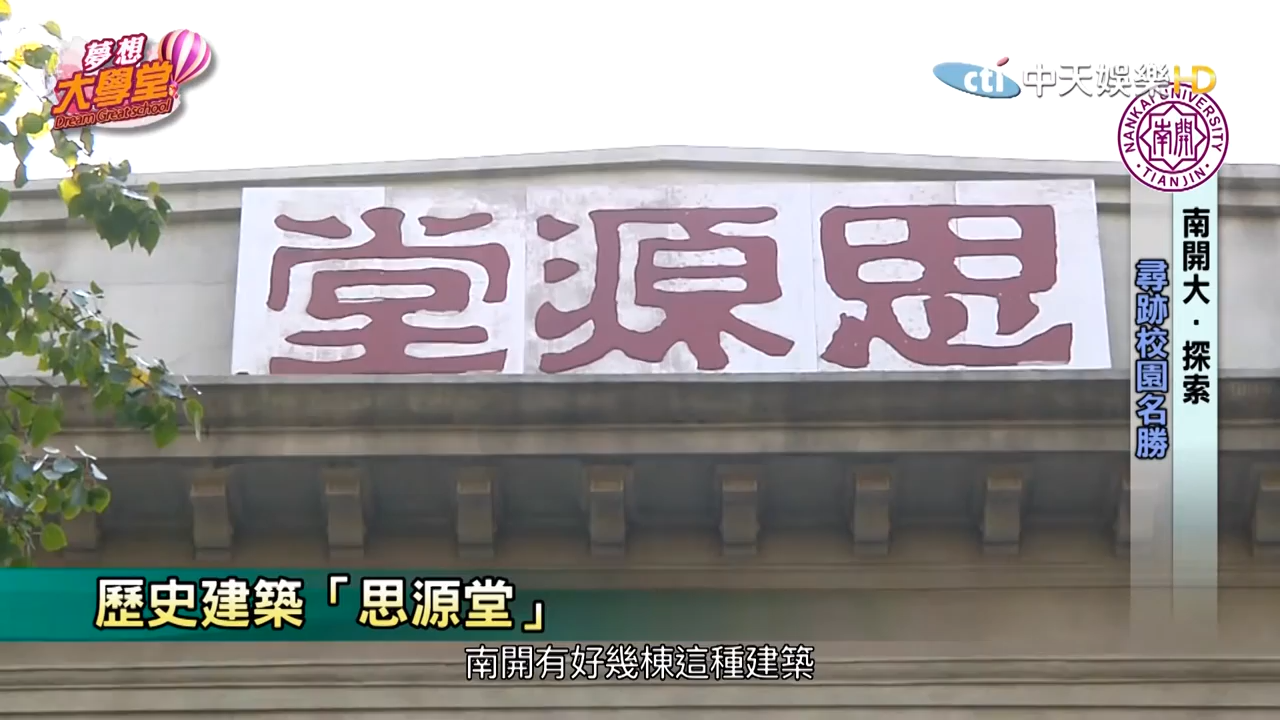 夢想
大學堂
Dream Great school
cti 中天娛樂HD
NANKAI UNIVERSITY
南開
TIANJIN
南開大·探索
尋跡校園名勝
堂源思
歷史建築「思源堂」
南開有好幾棟這種建築